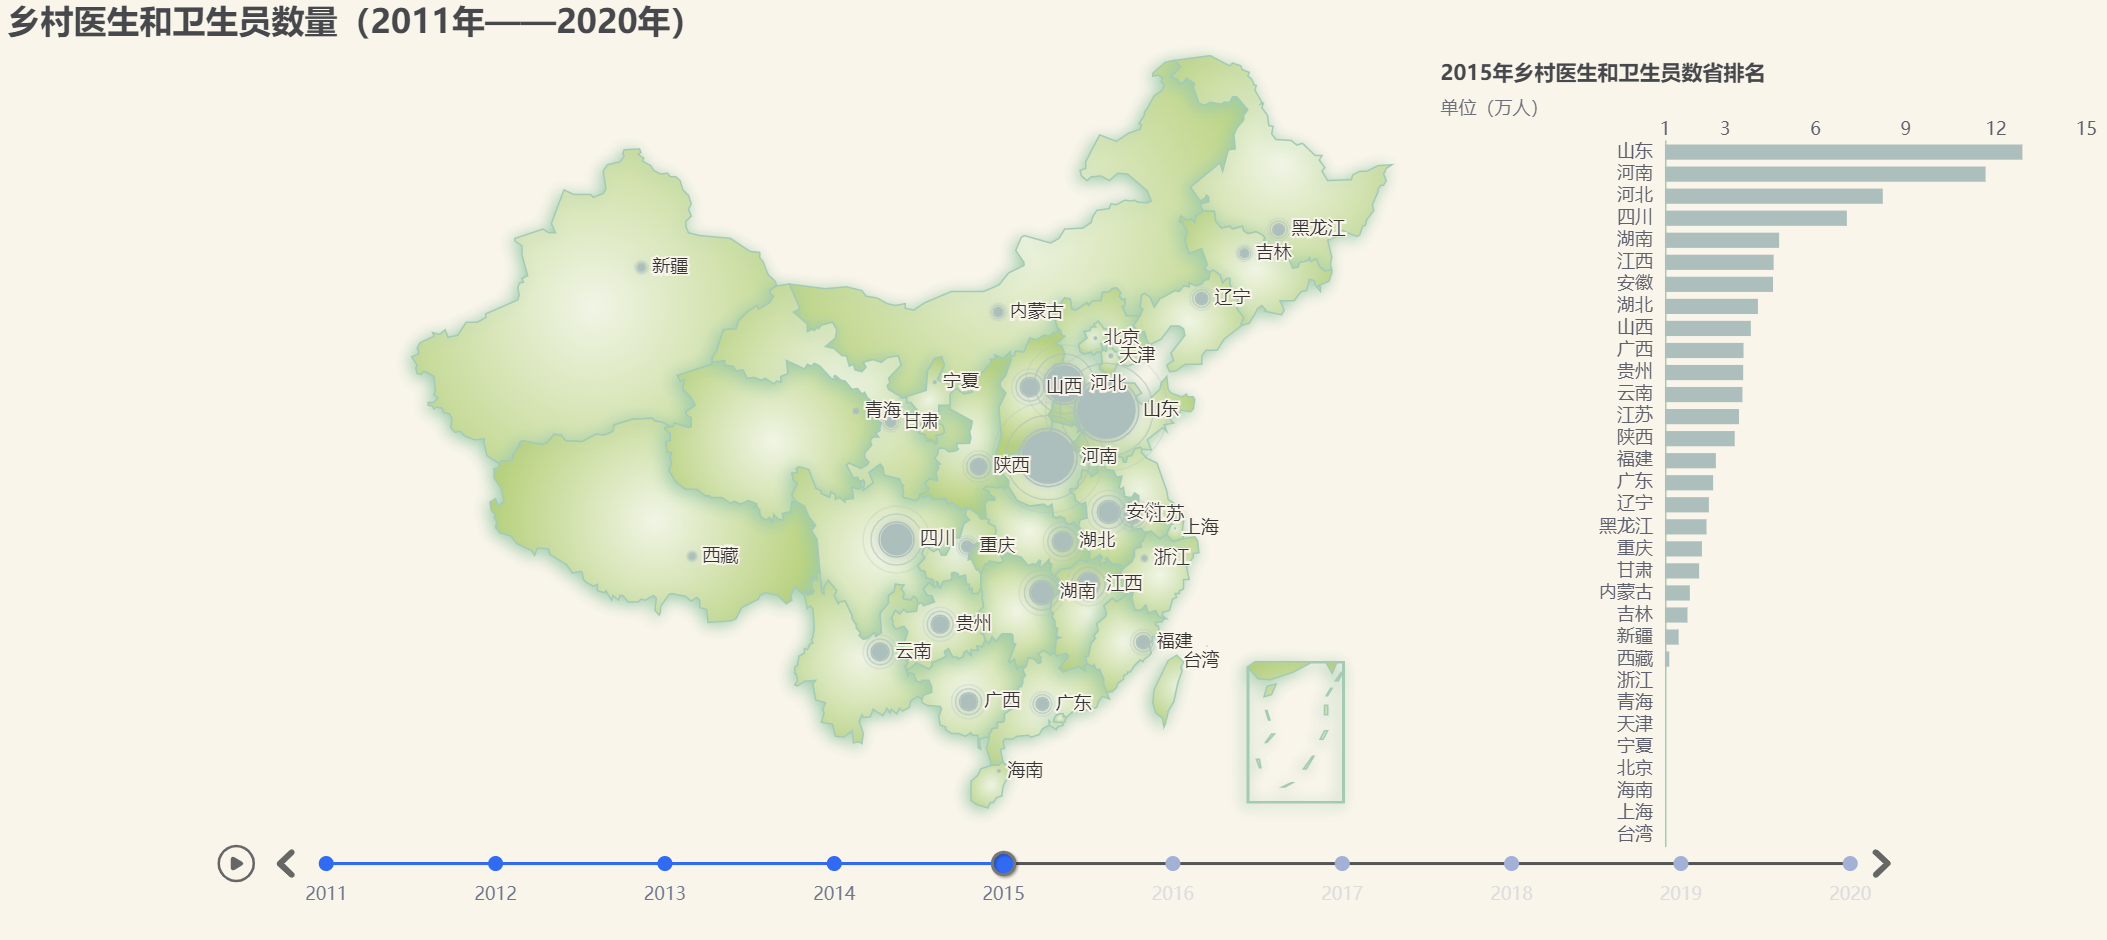 乡村医生和卫生员数量（2011年——2020年）
2015年乡村医生和卫生员数省排名
单位（万人）
1 3 6 9 12 15
山东
河南
河北
四川
湖南
江西
安徽
湖北
山西
广西
贵州
云南
江苏
陕西
福建
广东
辽宁
黑龙江
重庆
甘肃
内蒙古
吉林
新疆
西藏
浙江
青海
天津
宁夏
北京
海南
上海
台湾
黑龙江
吉林
新疆
辽宁
内蒙古
北京
天津
宁夏
山西
河北
青海
甘肃
山东
河南
陕西
安徽
江苏
上海
四川
重庆
湖北
浙江
西藏
湖南
江西
贵州
福建
云南
台湾
广西
广东
海南
2011 2012 2013 2014 2015 2016 2017 2018 2019 2020